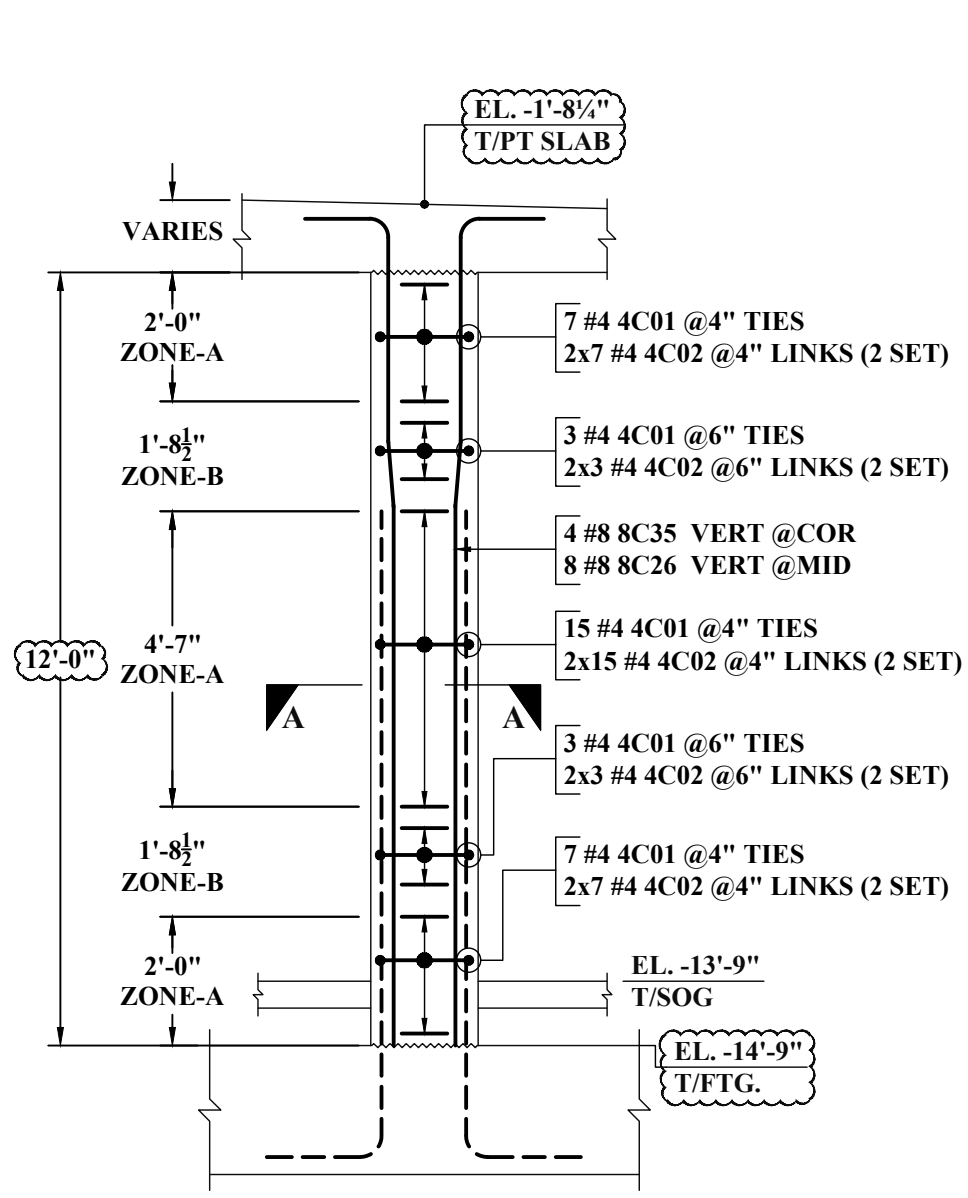 EL. -1'-8¼"
T/PT SLAB
VARIES
2'-0"
ZONE-A
7 #4 4C01 @4" TIES
2x7 #4 4C02 @4" LINKS (2 SET)
1'-8½"
ZONE-B
3 #4 4C01 @6" TIES
2x3 #4 4C02 @6" LINKS (2 SET)
4 #8 8C35 VERT @COR
8 #8 8C26 VERT @MID
12'-0"
4'-7"
ZONE-A
15 #4 4C01 @4" TIES
2x15 #4 4C02 @4" LINKS (2 SET)
A
A
3 #4 4C01 @6" TIES
2x3 #4 4C02 @6" LINKS (2 SET)
1'-8½"
ZONE-B
7 #4 4C01 @4" TIES
2x7 #4 4C02 @4" LINKS (2 SET)
2'-0"
ZONE-A
EL. -13'-9"
T/SOG
EL. -14'-9"
T/FTG.